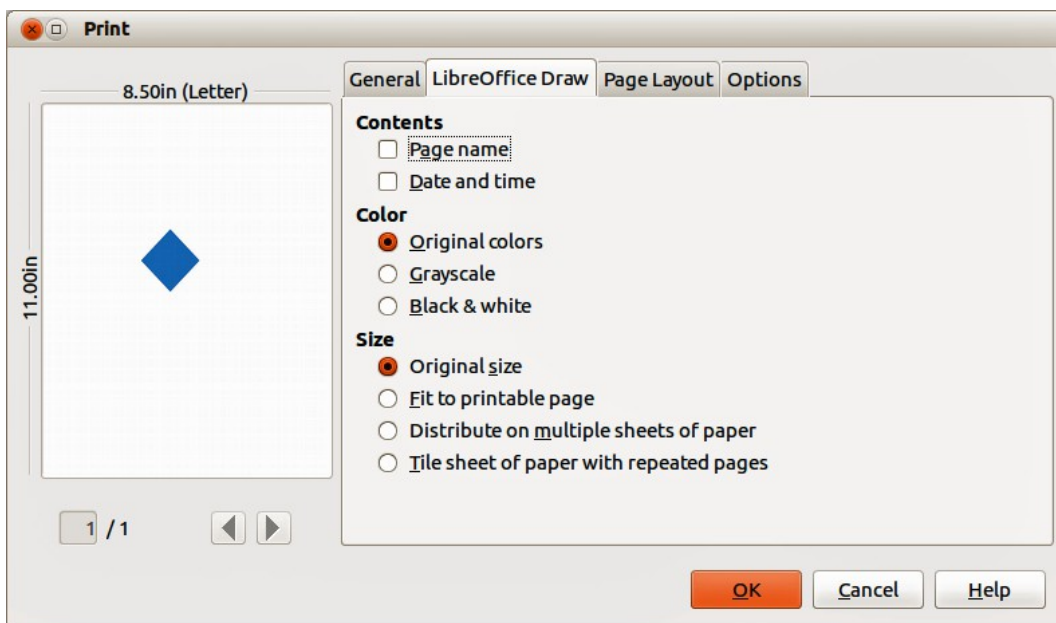 Print
8.50in (Letter)
11.00in
1 / 1
General LibreOffice Draw Page Layout Options
Contents
Page name
Date and time
Color
Original colors
Grayscale
Black & white
Size
Original size
Fit to printable page
Distribute on multiple sheets of paper
Tile sheet of paper with repeated pages
OK Cancel Help